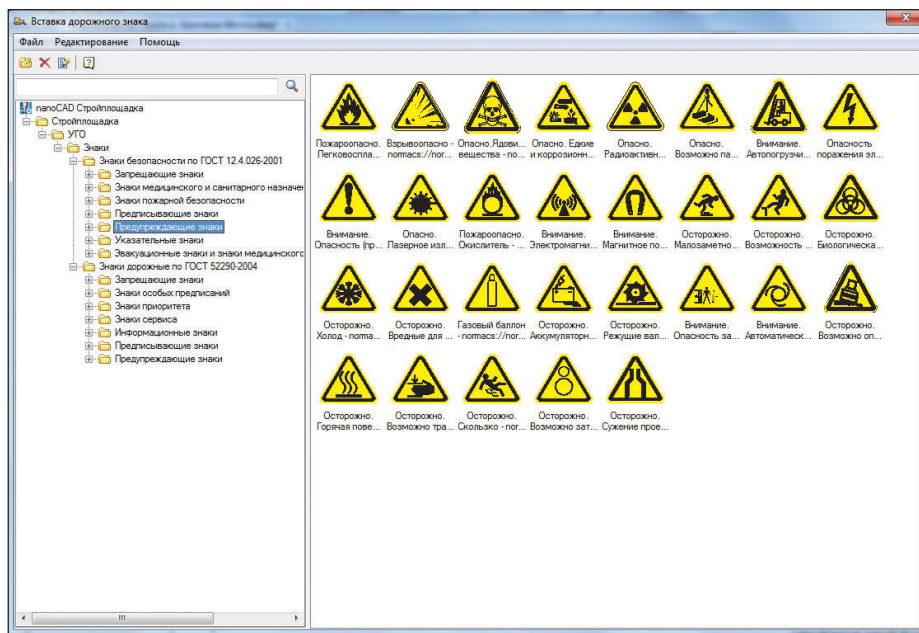 Вставка дорожного знака
Файл Редактирование Помощь
nanoCAD Стройплощадка
Стройплощадка
УГО
Знаки
Знаки безопасности по ГОСТ 12.4.026-2001
Запрещающие знаки
Знаки медицинского и санитарного назначен
Знаки пожарной безопасности
Предписывающие знаки
Предупреждающие знаки
Указательные знаки
Эвакуационные знаки и знаки медицинского
Знаки дорожные по ГОСТ 52290-2004
Запрещающие знаки
Знаки особых предписаний
Знаки приоритета
Знаки сервиса
Информационные знаки
Предписывающие знаки
Предупреждающие знаки
Пожароопасно. Взрывоопасно - Опасно.Ядови... Опасно. Едкие Опасно. Опасно. Внимание. Опасность
Легковоспла... normacs://nor... вещества - no... и коррозионн... Радиоактивн... Возможно па... Автопогрузчи... поражения эл...
Внимание. Опасно. Пожароопасно. Внимание. Внимание. Осторожно. Осторожно. Осторожно.
Опасность (пр... Лазерное изл... Окислитель - ... Электромагни... Магнитное по... Малозаметно... Возможность ... Биологическа...
Осторожно. Осторожно. Газовый баллон Осторожно. Осторожно. Внимание. Внимание. Осторожно.
Холод - norma... Вредные для ... - normacs://nor... Аккумуляторн... Режущие вал... Опасность за... Автоматическ... Возможно оп...
Осторожно. Осторожно. Осторожно. Осторожно. Осторожно.
Горячая пове... Возможно тра... Скользко - nor... Возможно зат... Сужение прое...